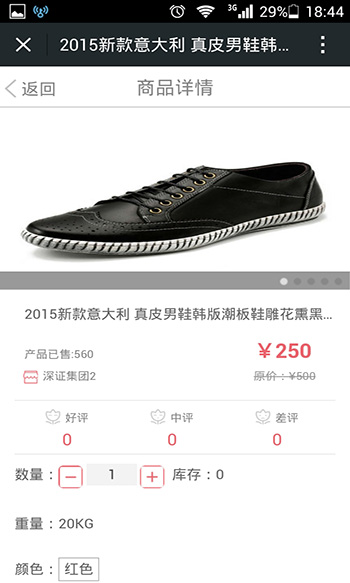 3G 29% 18:44
2015新款意大利 真皮男鞋韩...
返回 商品详情
2015新款意大利 真皮男鞋韩版潮板鞋雕花熏黑...
产品已售:560 ￥250
深证集团2 原价:￥500
好评 中评 差评
0 0 0
数量： － 1 ＋ 库存：0
重量：20KG
颜色： 红色